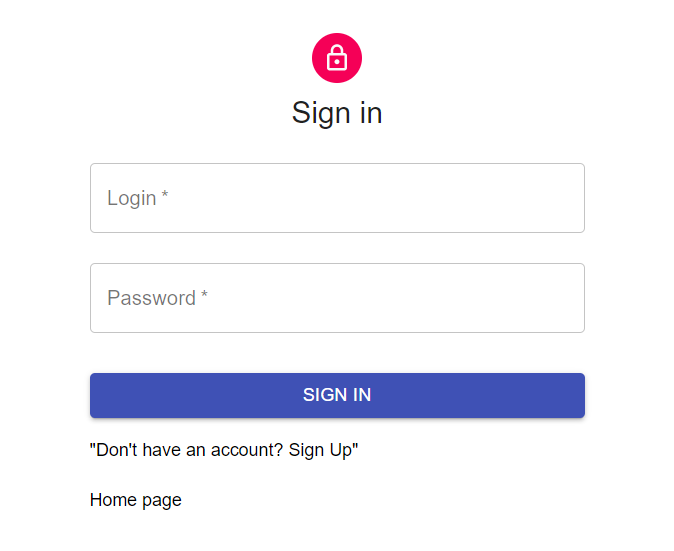 Sign in
Login *
Password *
SIGN IN
"Don't have an account? Sign Up"
Home page